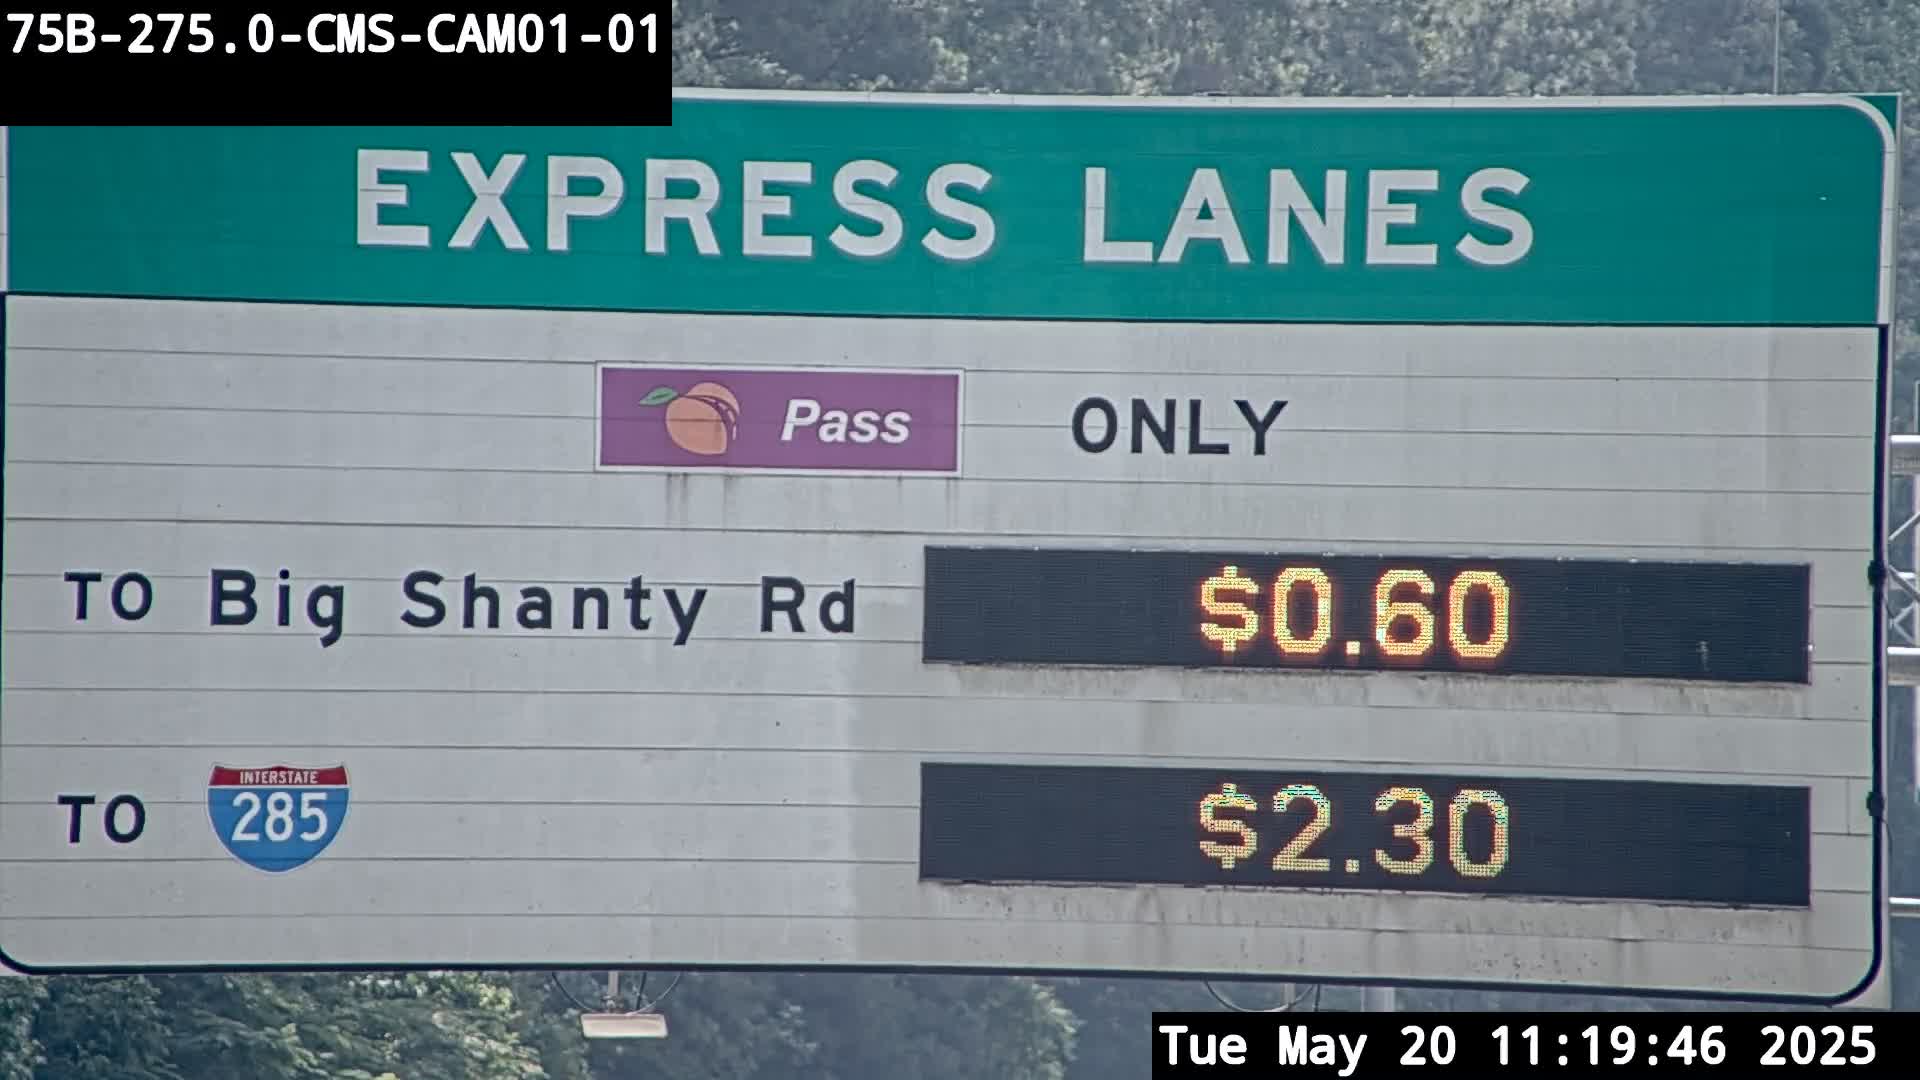 75B-275.0-CMS-CAM01-01
EXPRESS LANES
Pass ONLY
TO Big Shanty Rd $0.60
TO INTERSTATE 285 $2.30
Tue May 20 11:19:46 2025